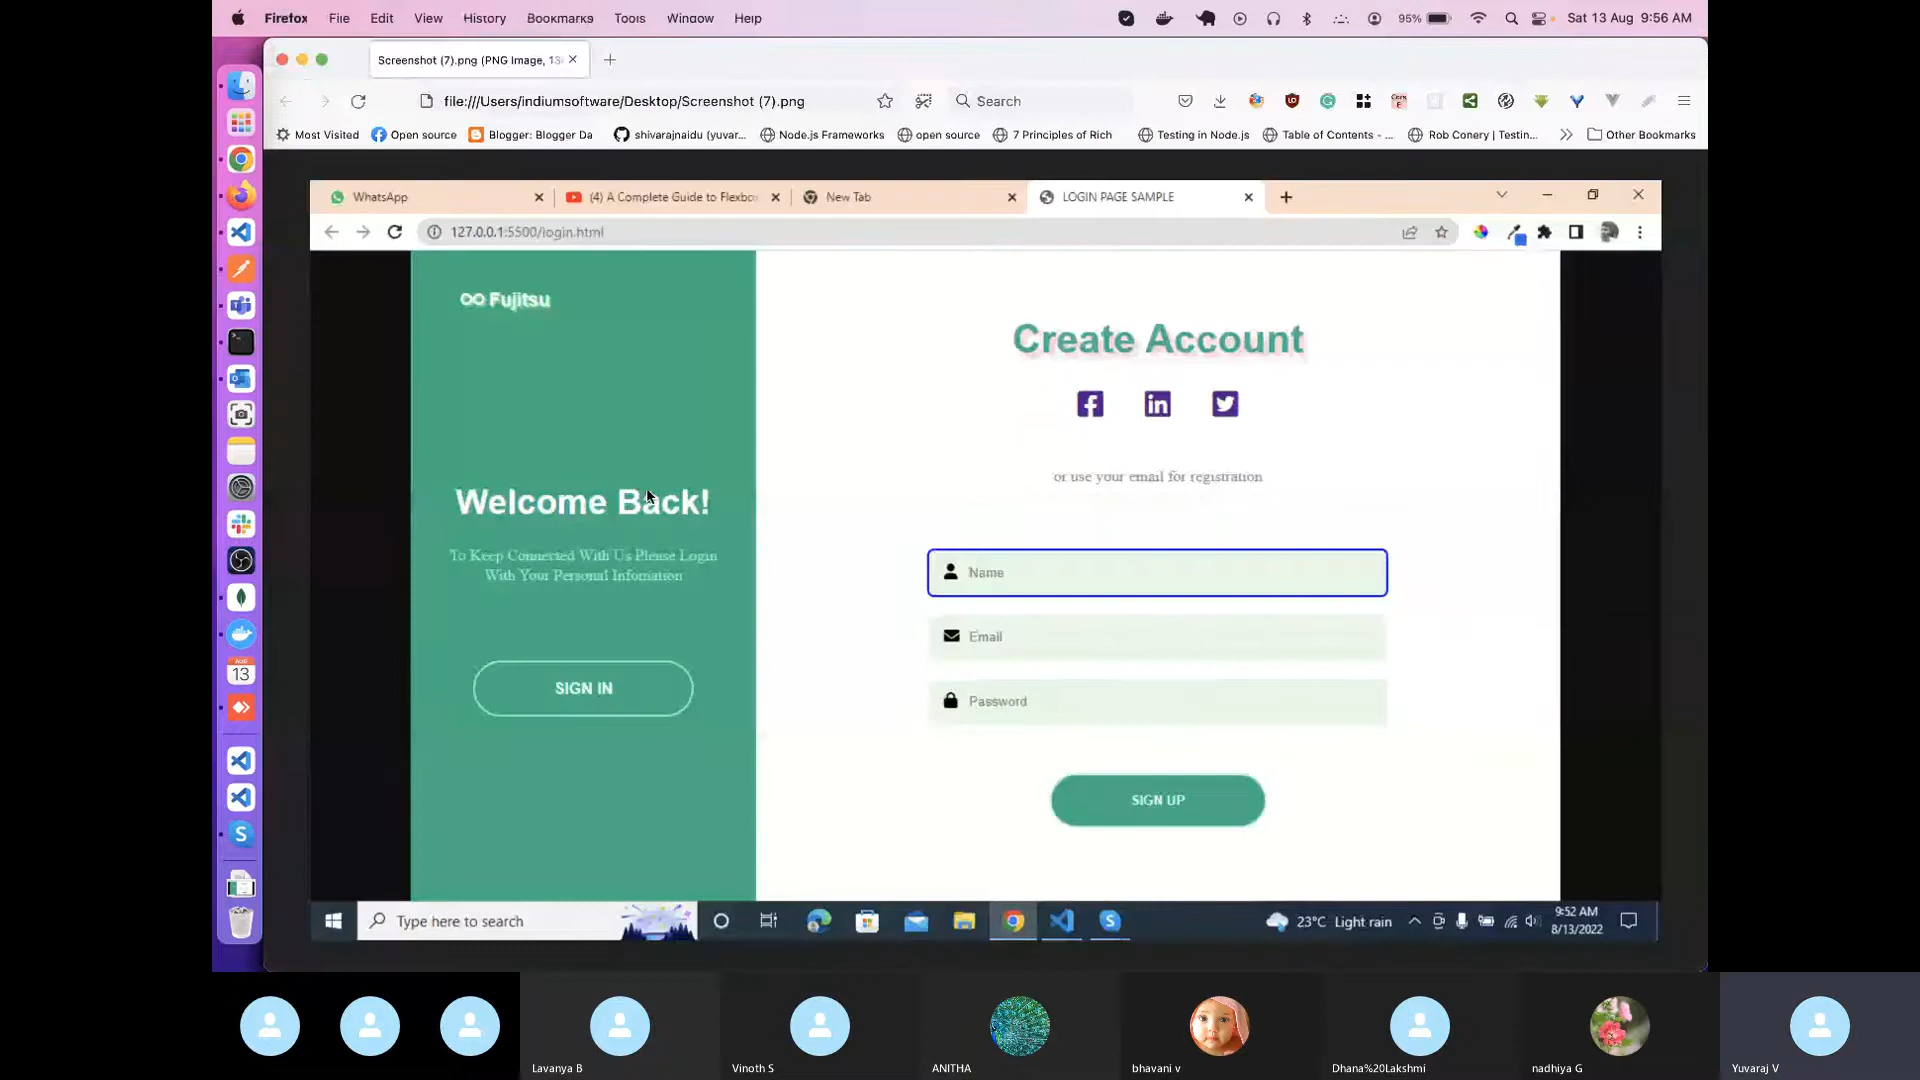 Firefox File Edit View History Bookmarks Tools Window Help
95% Sat 13 Aug 9:56 AM
Screenshot (7).png (PNG Image, 13
file:///Users/indiumsoftware/Desktop/Screenshot (7).png
Search
Most Visited Open source Blogger: Blogger Da shivarajnaidu (yuvar... Node.js Frameworks open source 7 Principles of Rich Testing in Node.js Table of Contents - ... Rob Conery | Testin... Other Bookmarks
WhatsApp (4) A Complete Guide to Flexbo New Tab LOGIN PAGE SAMPLE
127.0.0.1:5500/login.html
Fujitsu
Welcome Back!
To Keep Connected With Us Please Login
With Your Personal Infomation
SIGN IN
Create Account
or use your email for registration
Name
Email
Password
SIGN UP
AUG
13
Type here to search
23°C Light rain
9:52 AM
8/13/2022
Lavanya B
Vinoth S
ANITHA
bhavani v
Dhana%20Lakshmi
nadhiya G
Yuvaraj V